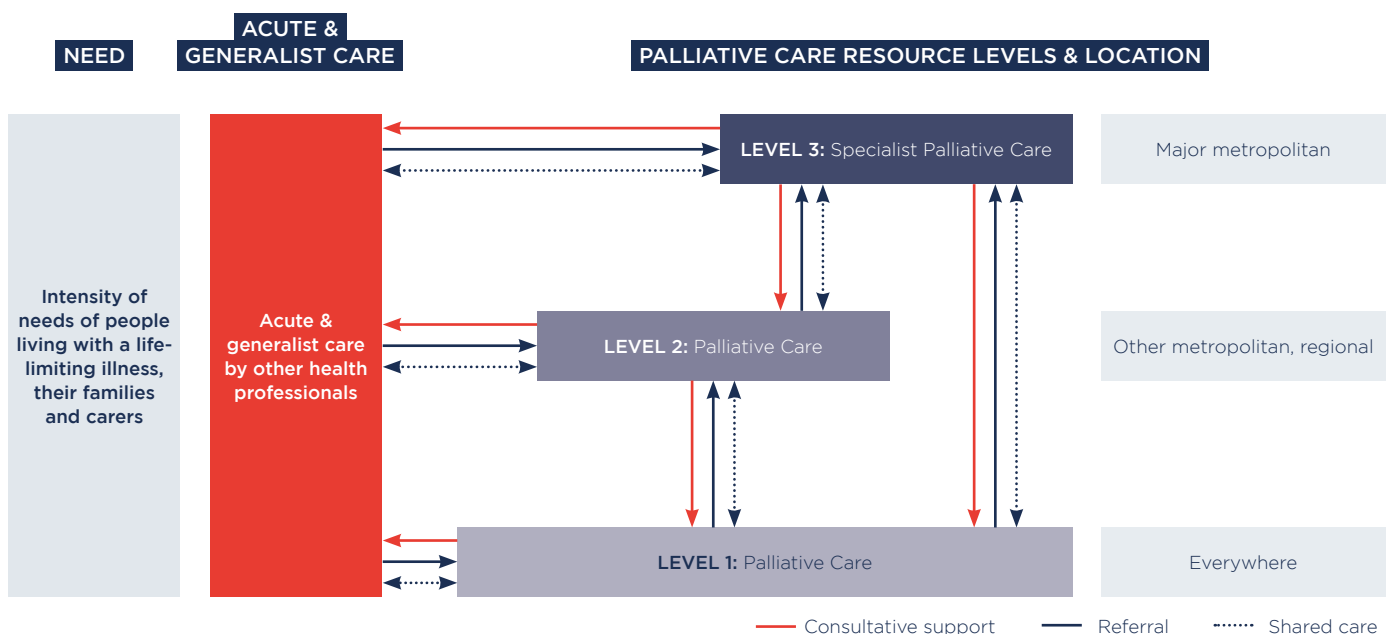 NEED
ACUTE &
GENERALIST CARE
PALLIATIVE CARE RESOURCE LEVELS & LOCATION
Intensity of
needs of people
living with a life-
limiting illness,
their families
and carers
Acute &
generalist care
by other health
professionals
LEVEL 3: Specialist Palliative Care
Major metropolitan
LEVEL 2: Palliative Care
Other metropolitan, regional
LEVEL 1: Palliative Care
Everywhere
Consultative support
Referral
Shared care